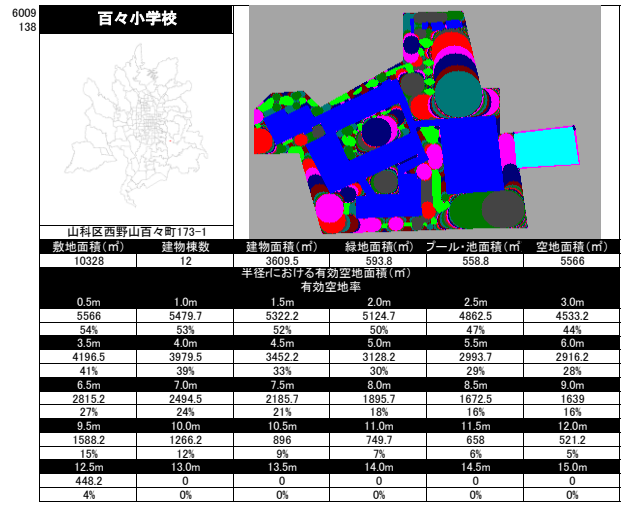 6009
138
百々小学校
山科区西野山百々町173-1
敷地面積(㎡) 建物棟数 建物面積(㎡) 緑地面積(㎡) プール・池面積(㎡ 空地面積(㎡)
10328 12 3609.5 593.8 558.8 5566
半径rにおける有効空地面積(㎡)
有効空地率
0.5m 1.0m 1.5m 2.0m 2.5m 3.0m
5566 5479.7 5322.2 5124.7 4862.5 4533.2
54% 53% 52% 50% 47% 44%
3.5m 4.0m 4.5m 5.0m 5.5m 6.0m
4196.5 3979.5 3452.2 3128.2 2993.7 2916.2
41% 39% 33% 30% 29% 28%
6.5m 7.0m 7.5m 8.0m 8.5m 9.0m
2815.2 2494.5 2185.7 1895.7 1672.5 1639
27% 24% 21% 18% 16% 16%
9.5m 10.0m 10.5m 11.0m 11.5m 12.0m
1588.2 1266.2 896 749.7 658 521.2
15% 12% 9% 7% 6% 5%
12.5m 13.0m 13.5m 14.0m 14.5m 15.0m
448.2 0 0 0 0 0
4% 0% 0% 0% 0% 0%